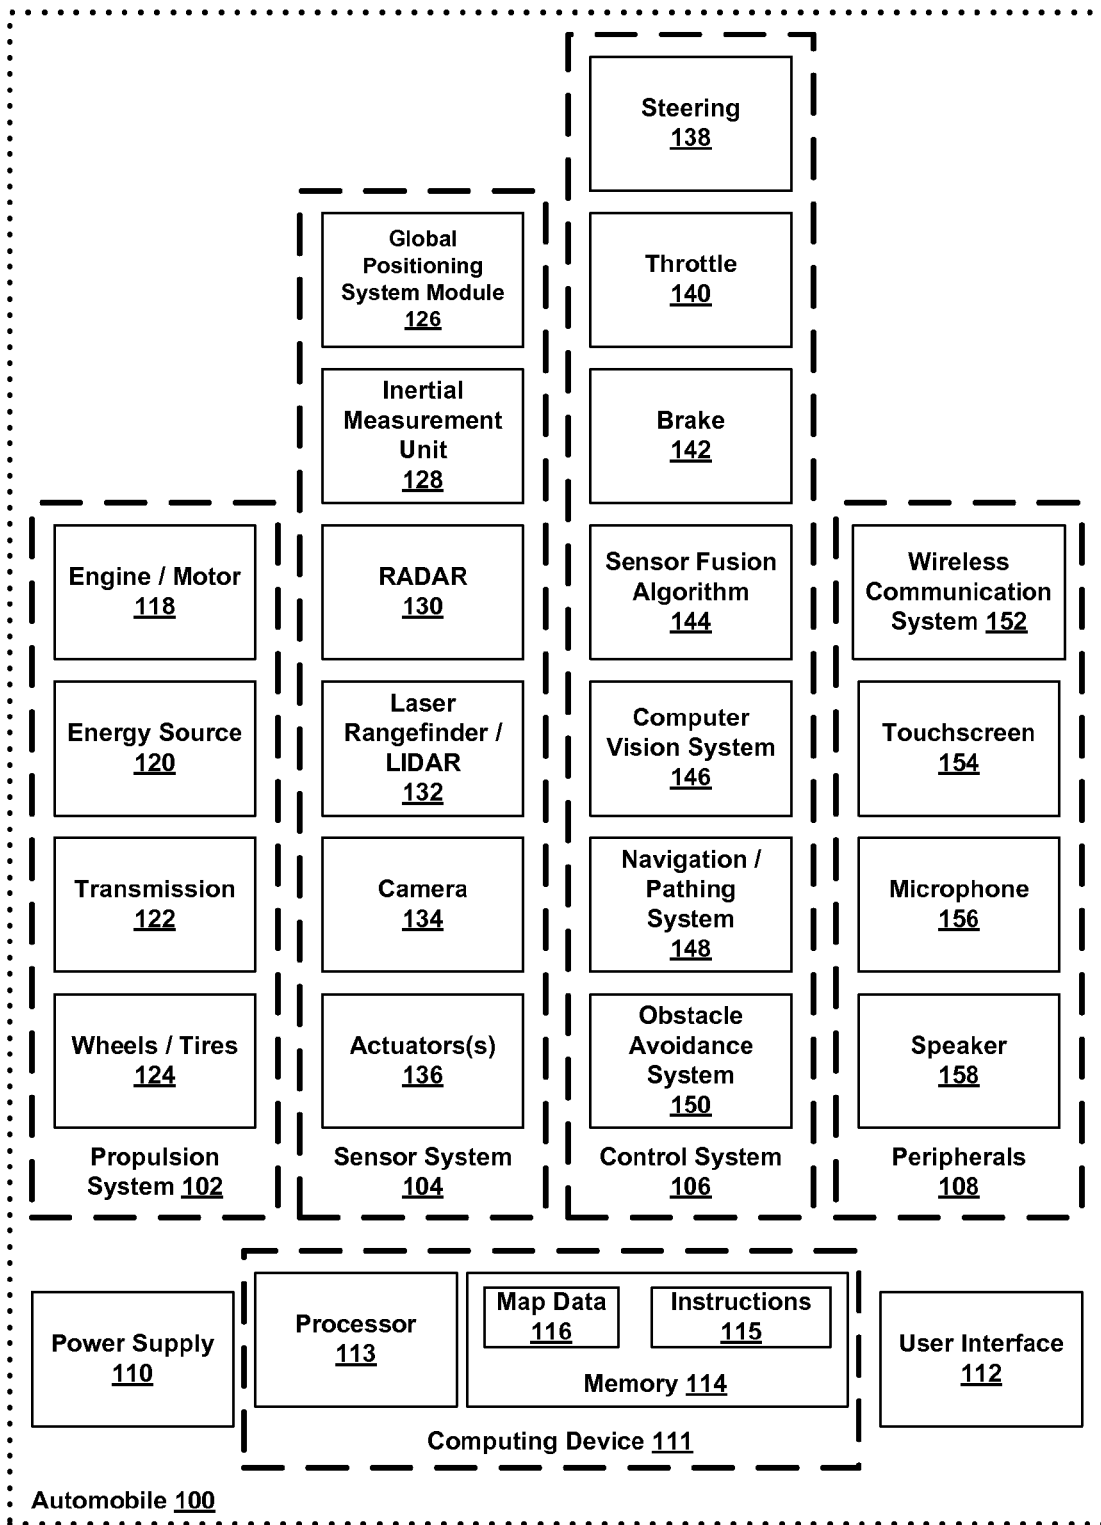 Steering
138
Throttle
140
Brake
142
Sensor Fusion
Algorithm
144
Computer
Vision System
146
Navigation /
Pathing
System
148
Obstacle
Avoidance
System
150
Control System
106
Global
Positioning
System Module
126
Inertial
Measurement
Unit
128
RADAR
130
Laser
Rangefinder /
LIDAR
132
Camera
134
Actuators(s)
136
Sensor System
104
Engine / Motor
118
Energy Source
120
Transmission
122
Wheels / Tires
124
Propulsion
System 102
Wireless
Communication
System 152
Touchscreen
154
Microphone
156
Speaker
158
Peripherals
108
Power Supply
110
Processor
113
Map Data
116
Instructions
115
Memory 114
Computing Device 111
User Interface
112
Automobile 100